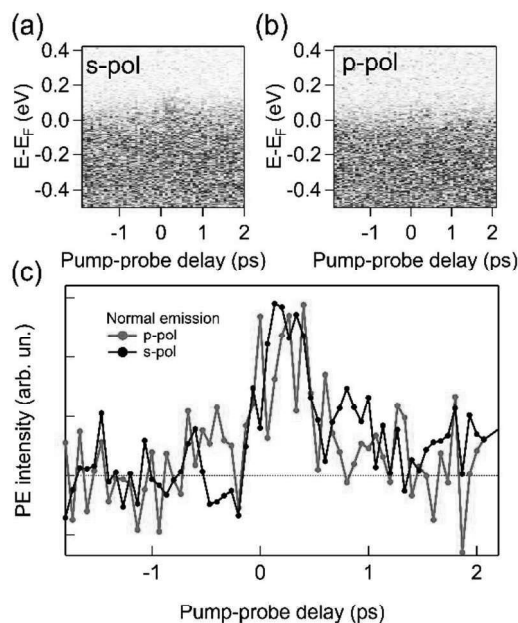 (a)
s-pol
E-E_F (eV)
0.4
0.2
0.0
-0.2
-0.4
-1 0 1 2
Pump-probe delay (ps)
(b)
p-pol
E-E_F (eV)
0.4
0.2
0.0
-0.2
-0.4
-1 0 1 2
Pump-probe delay (ps)
(c)
Normal emission
p-pol
s-pol
PE intensity (arb. un.)
-1 0 1 2
Pump-probe delay (ps)